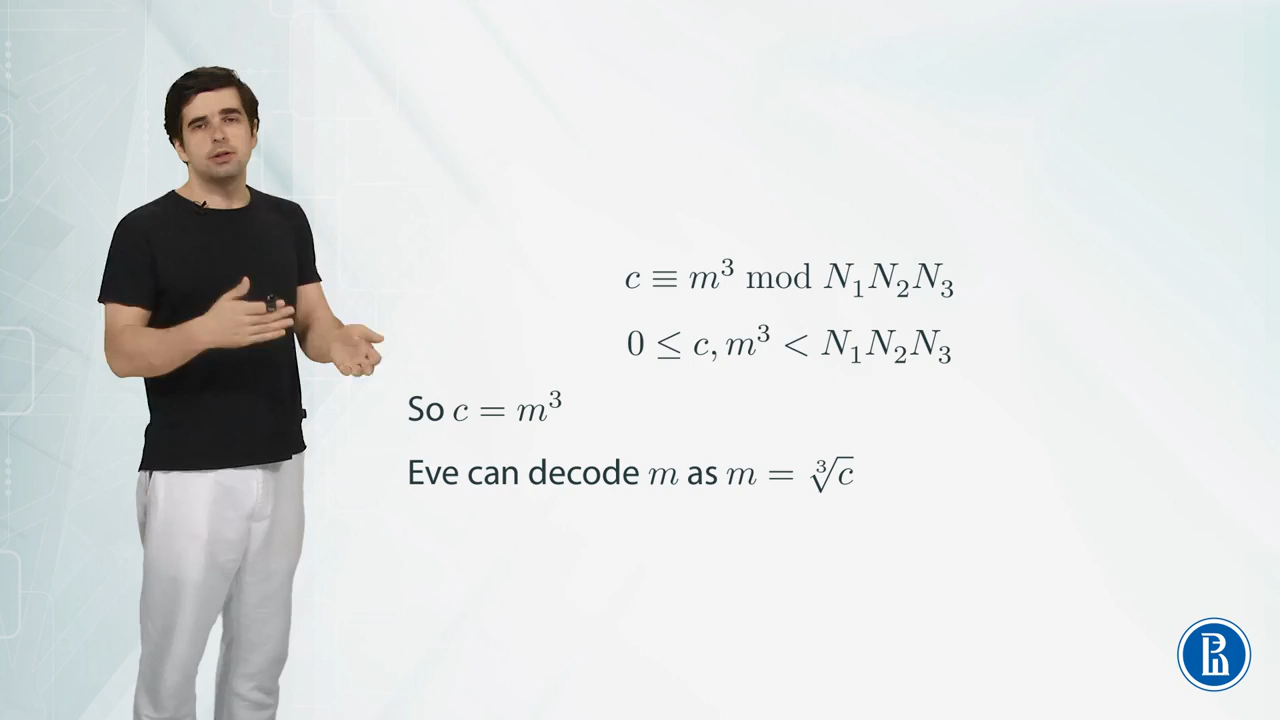 c ≡ m³ mod N₁N₂N₃
0 ≤ c, m³ < N₁N₂N₃
So c = m³
Eve can decode m as m = ∛c